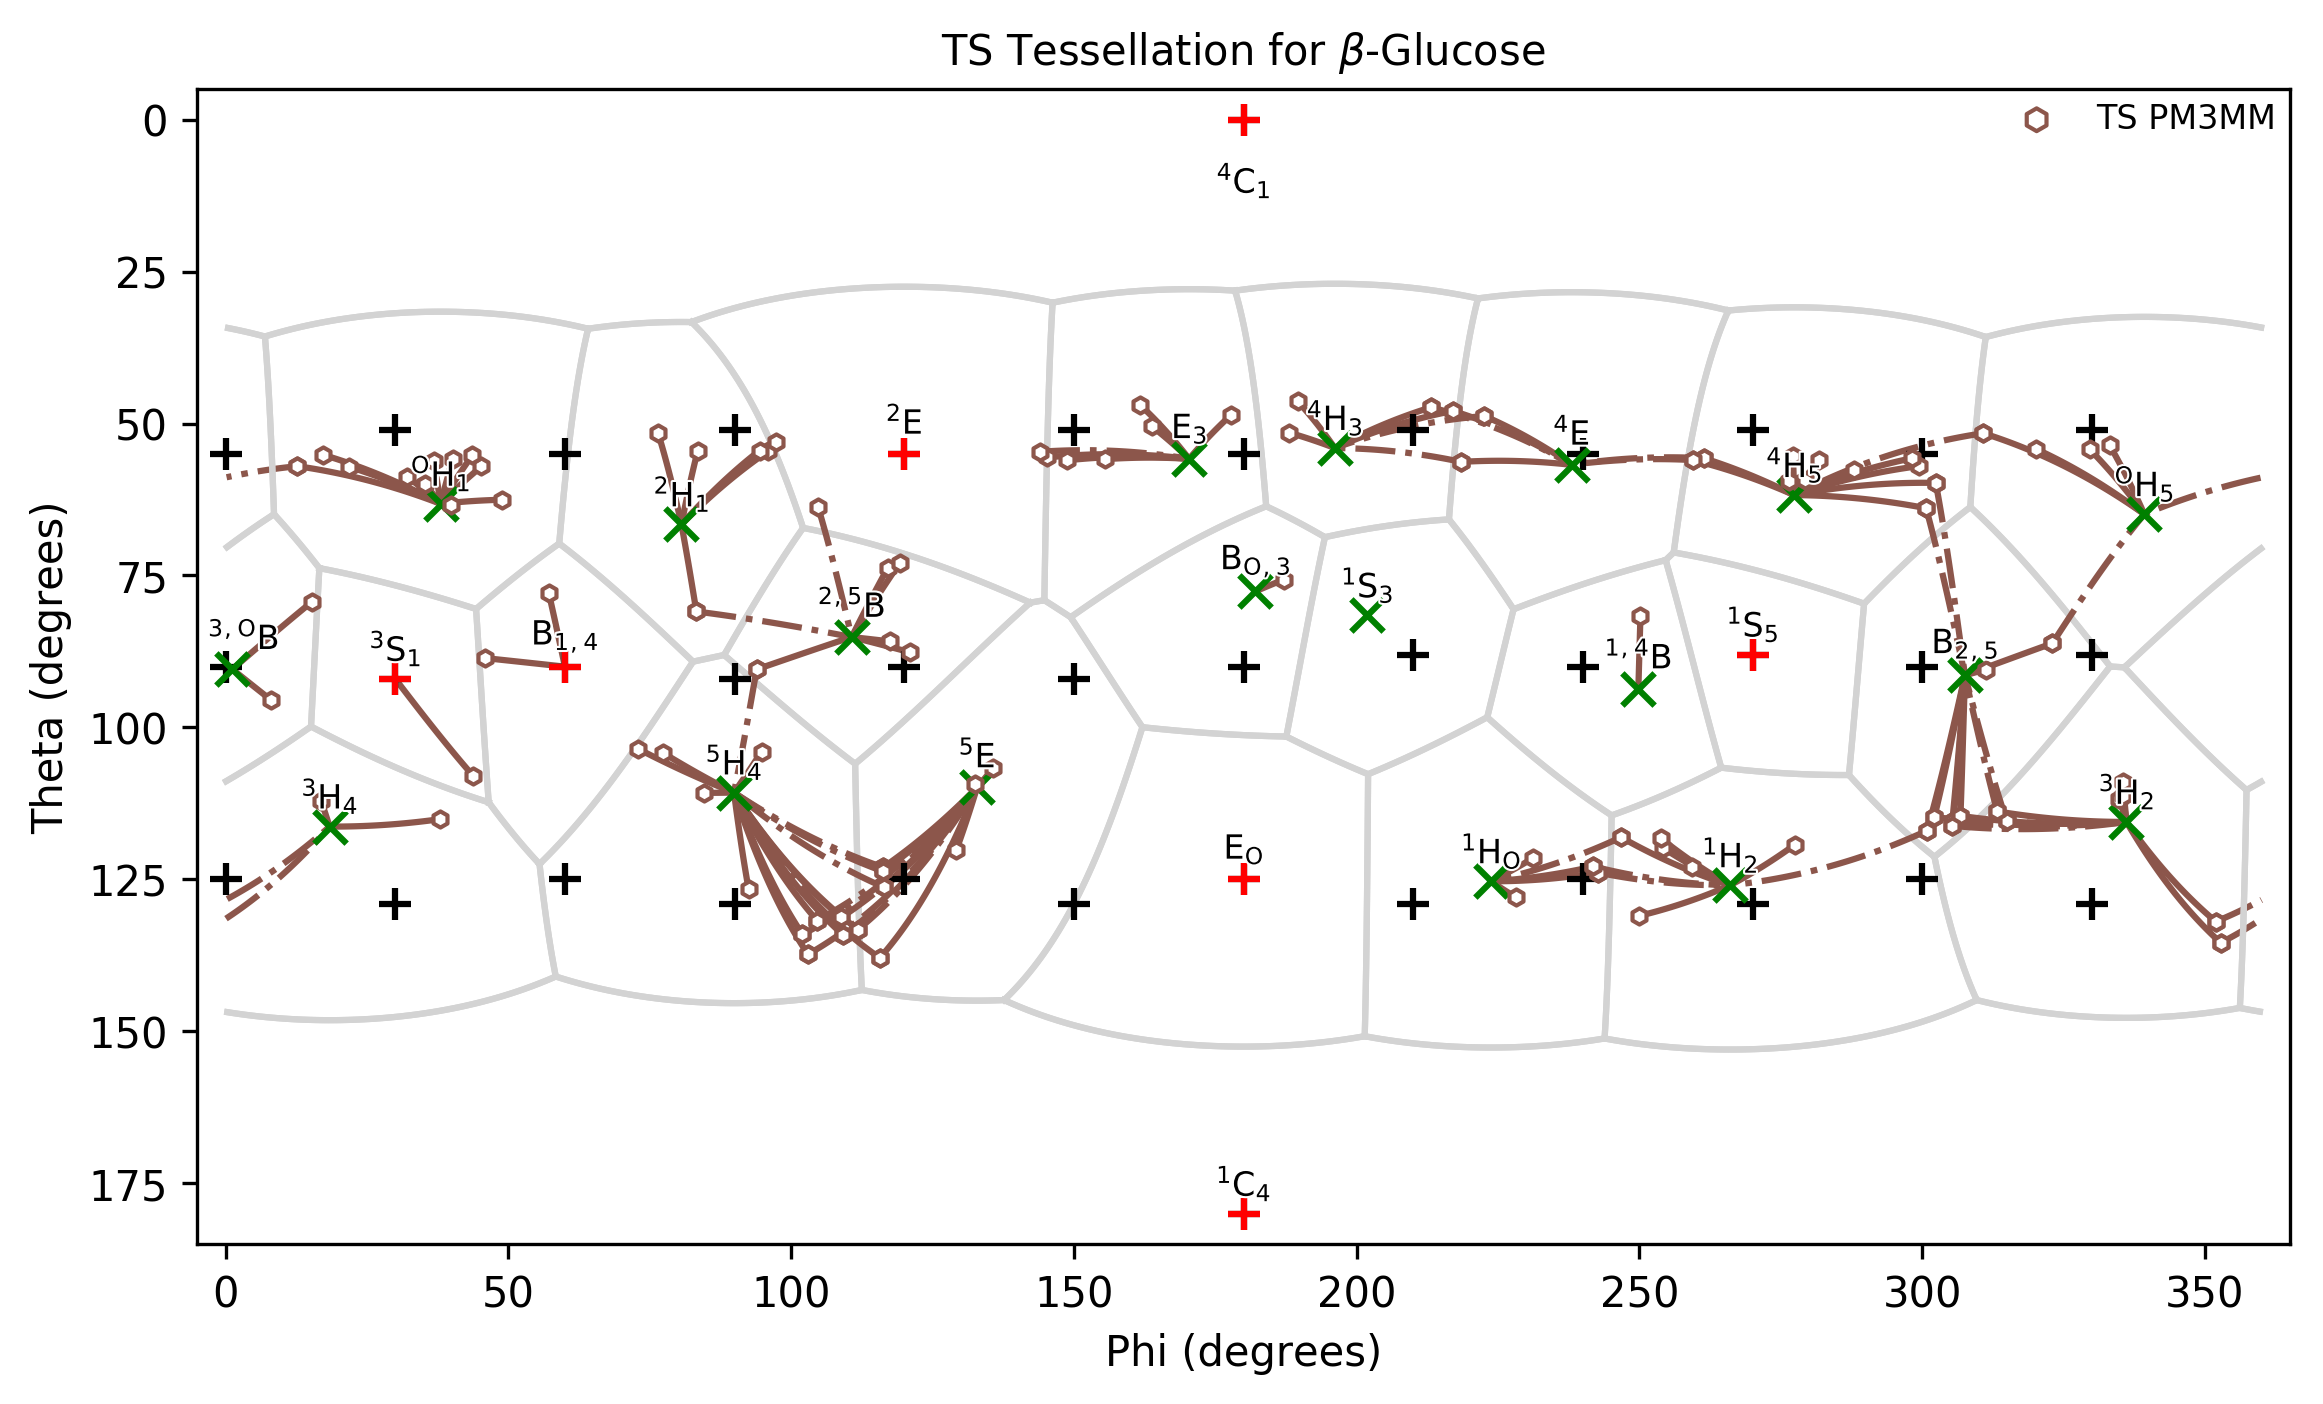 TS Tessellation for β-Glucose
TS PM3MM
0
25
50
75
100
125
150
175
Theta (degrees)
⁴C₁
²E
E₃
⁴H₃
⁴E
⁴H₅
ᴼH₅
ᴼH₁
²H₁
B_O,3
¹S₃
²,⁵B
³,ᴼB
³S₁
B₁,₄
¹,⁴B
¹S₅
B₂,₅
⁵H₄
⁵E
³H₄
³H₂
E_O
¹H_O
¹H₂
¹C₄
0
50
100
150
200
250
300
350
Phi (degrees)